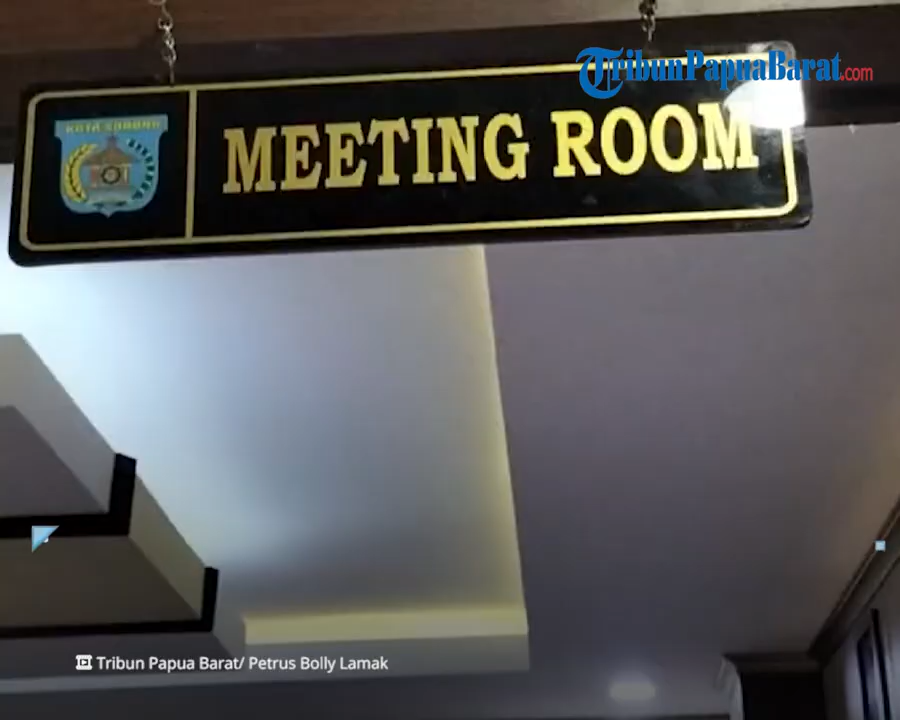 TribunPapuaBarat.com
KOTA SORONG
MEETING ROOM
Tribun Papua Barat/ Petrus Bolly Lamak